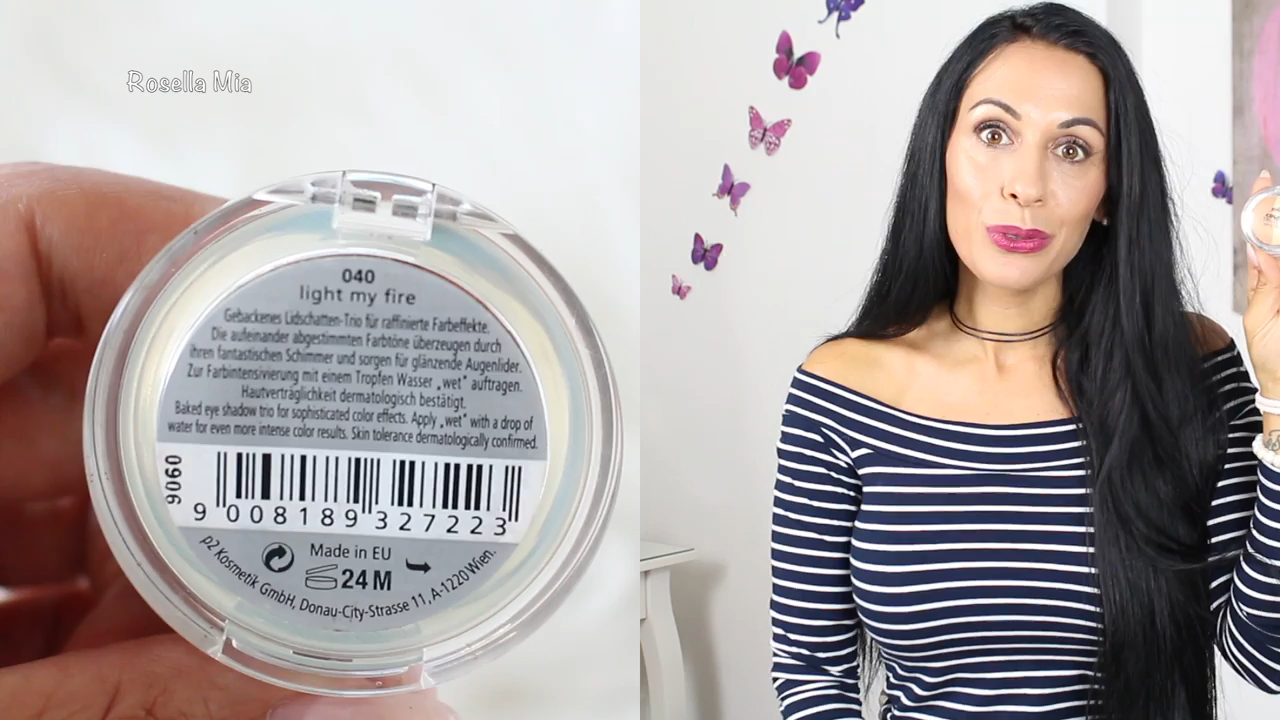 Rosella Mia
040
light my fire
Gebackenes Lidschatten-Trio für raffinierte Farbeffekte.
Die aufeinander abgestimmten Farbtöne überzeugen durch
ihren fantastischen Schimmer und sorgen für glänzende Augenlider.
Zur Farbintensivierung mit einem Tropfen Wasser „wet" auftragen.
Hautverträglichkeit dermatologisch bestätigt.
Baked eye shadow trio for sophisticated color effects. Apply „wet" with a drop of
water for even more intense color results. Skin tolerance dermatologically confirmed.
9060
9 008189 327223
Made in EU
24 M
p2 Kosmetik GmbH, Donau-City-Strasse 11, A-1220 Wien.